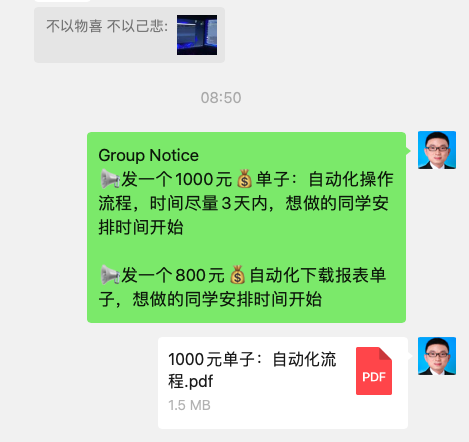 不以物喜 不以己悲:
08:50
Group Notice
📢发一个1000元💰单子：自动化操作
流程，时间尽量3天内，想做的同学安
排时间开始
📢发一个800元💰自动化下载报表单
子，想做的同学安排时间开始
1000元单子：自动化流
程.pdf
PDF
1.5 MB